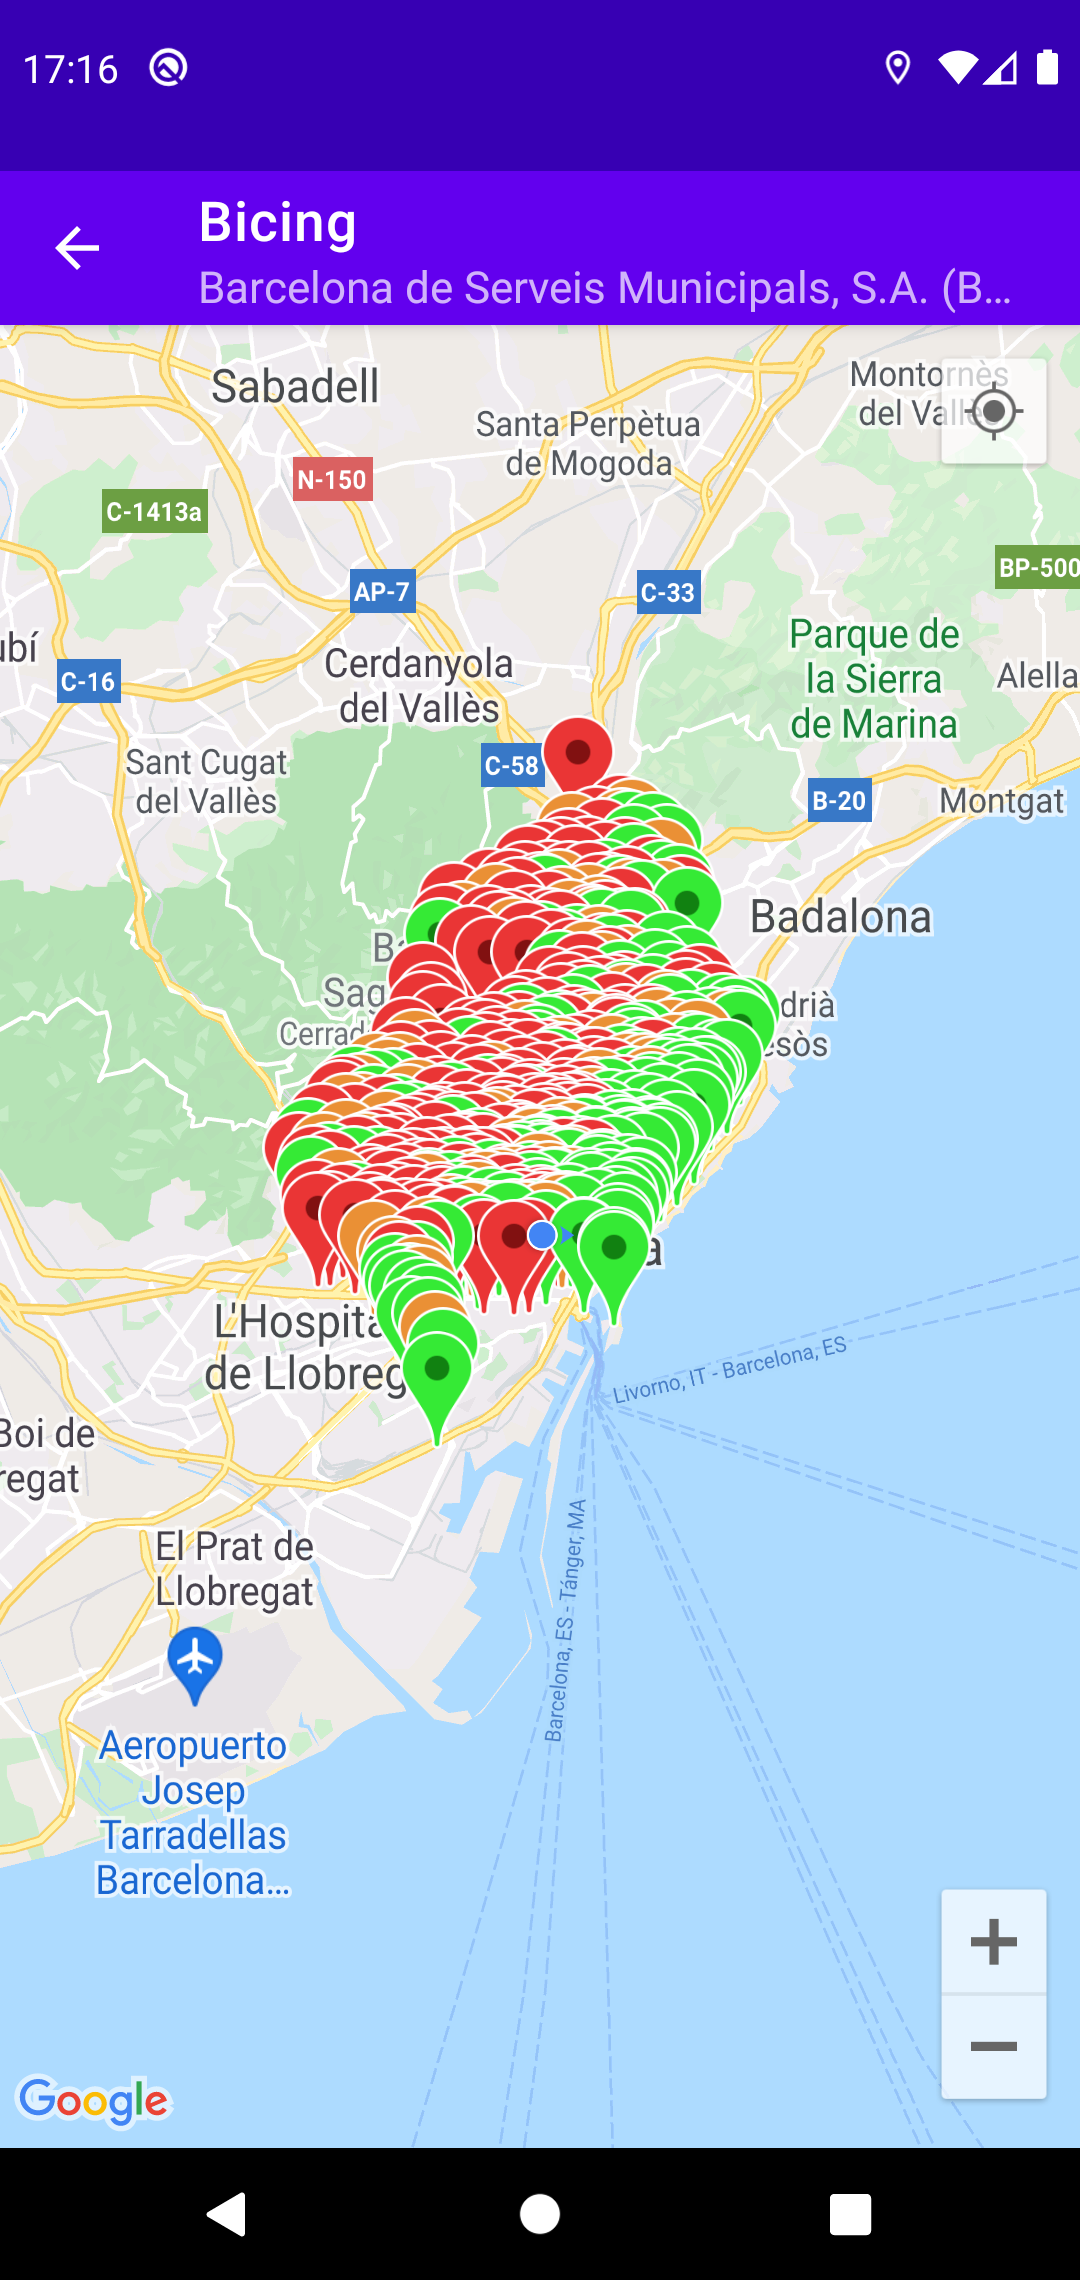 17:16
Bicing
Barcelona de Serveis Municipals, S.A. (B...
Sabadell
Montornès
del Vallès
Santa Perpètua
de Mogoda
N-150
C-1413a
BP-500
AP-7
C-33
Parque de
la Sierra
de Marina
ubí
C-16
Cerdanyola
del Vallès
Alella
Sant Cugat
del Vallès
C-58
B-20
Montgat
Badalona
Sag
Cerrad
drià
esòs
a
L'Hospita
de Llobreg
Livorno, IT - Barcelona, ES
Boi de
regat
Barcelona, ES - Tánger, MA
El Prat de
Llobregat
Aeropuerto
Josep
Tarradellas
Barcelona...
Google